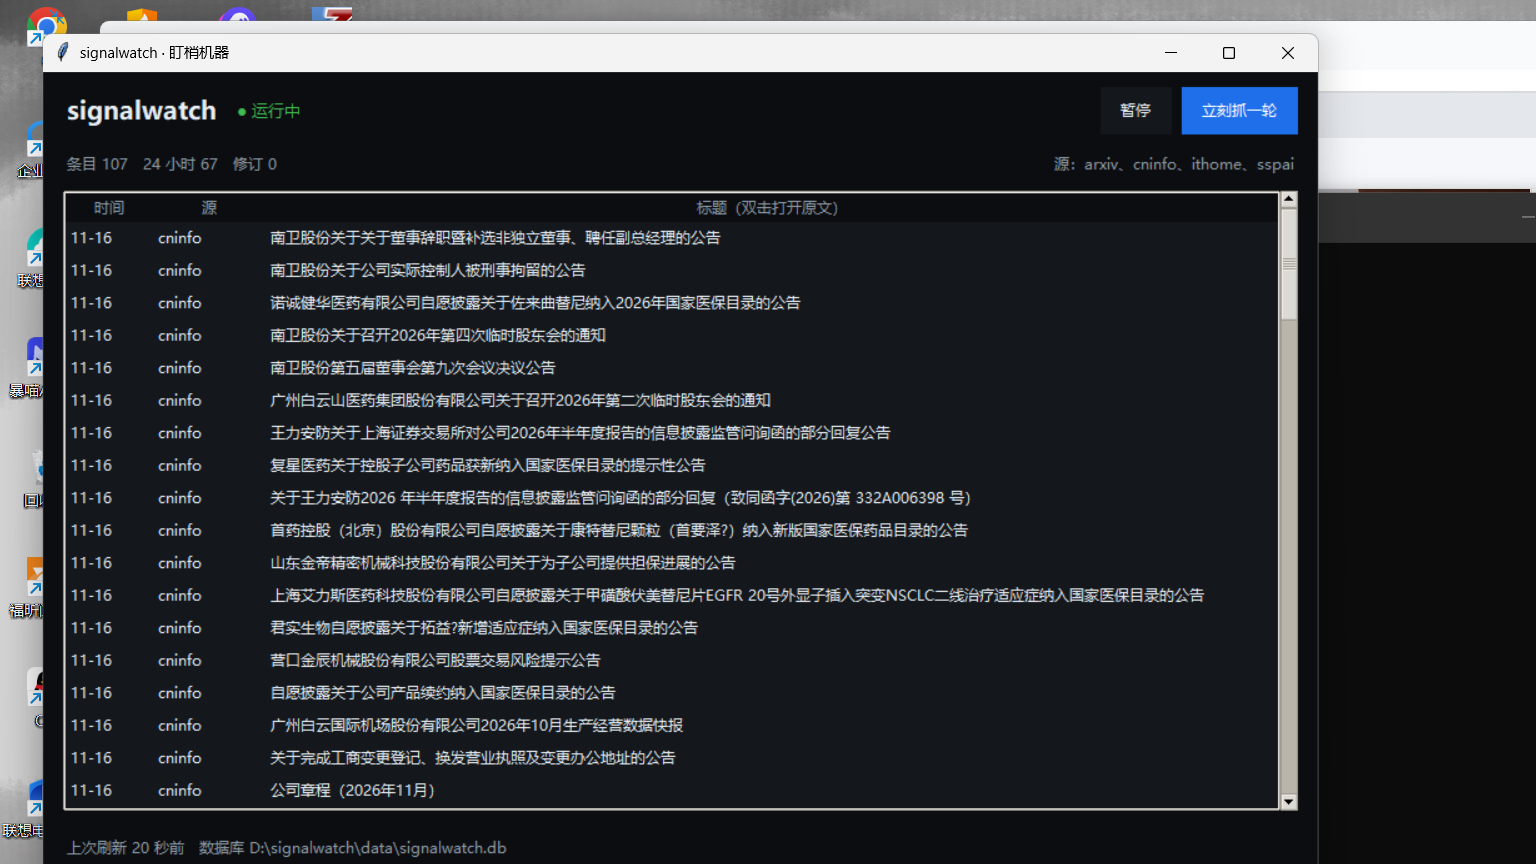 signalwatch · 盯梢机器
signalwatch ● 运行中 暂停 立刻抓一轮
条目 107 24 小时 67 修订 0 源：arxiv、cninfo、ithome、sspai
时间 源 标题（双击打开原文）
11-16 cninfo 南卫股份关于关于董事辞职暨补选非独立董事、聘任副总经理的公告
11-16 cninfo 南卫股份关于公司实际控制人被刑事拘留的公告
11-16 cninfo 诺诚健华医药有限公司自愿披露关于佐来曲替尼纳入2026年国家医保目录的公告
11-16 cninfo 南卫股份关于召开2026年第四次临时股东会的通知
11-16 cninfo 南卫股份第五届董事会第九次会议决议公告
11-16 cninfo 广州白云山医药集团股份有限公司关于召开2026年第二次临时股东会的通知
11-16 cninfo 王力安防关于上海证券交易所对公司2026年半年度报告的信息披露监管问询函的部分回复公告
11-16 cninfo 复星医药关于控股子公司药品获新纳入国家医保目录的提示性公告
11-16 cninfo 关于王力安防2026 年半年度报告的信息披露监管问询函的部分回复（致同函字(2026)第 332A006398 号）
11-16 cninfo 首药控股（北京）股份有限公司自愿披露关于康特替尼颗粒（首要泽?）纳入新版国家医保药品目录的公告
11-16 cninfo 山东金帝精密机械科技股份有限公司关于为子公司提供担保进展的公告
11-16 cninfo 上海艾力斯医药科技股份有限公司自愿披露关于甲磺酸伏美替尼片EGFR 20号外显子插入突变NSCLC二线治疗适应症纳入国家医保目录的公告
11-16 cninfo 君实生物自愿披露关于拓益?新增适应症纳入国家医保目录的公告
11-16 cninfo 营口金辰机械股份有限公司股票交易风险提示公告
11-16 cninfo 自愿披露关于公司产品续约纳入国家医保目录的公告
11-16 cninfo 广州白云国际机场股份有限公司2026年10月生产经营数据快报
11-16 cninfo 关于完成工商变更登记、换发营业执照及变更办公地址的公告
11-16 cninfo 公司章程（2026年11月）
上次刷新 20 秒前 数据库 D:\signalwatch\data\signalwatch.db
企业
联想
暴喵
回
福昕
联想电